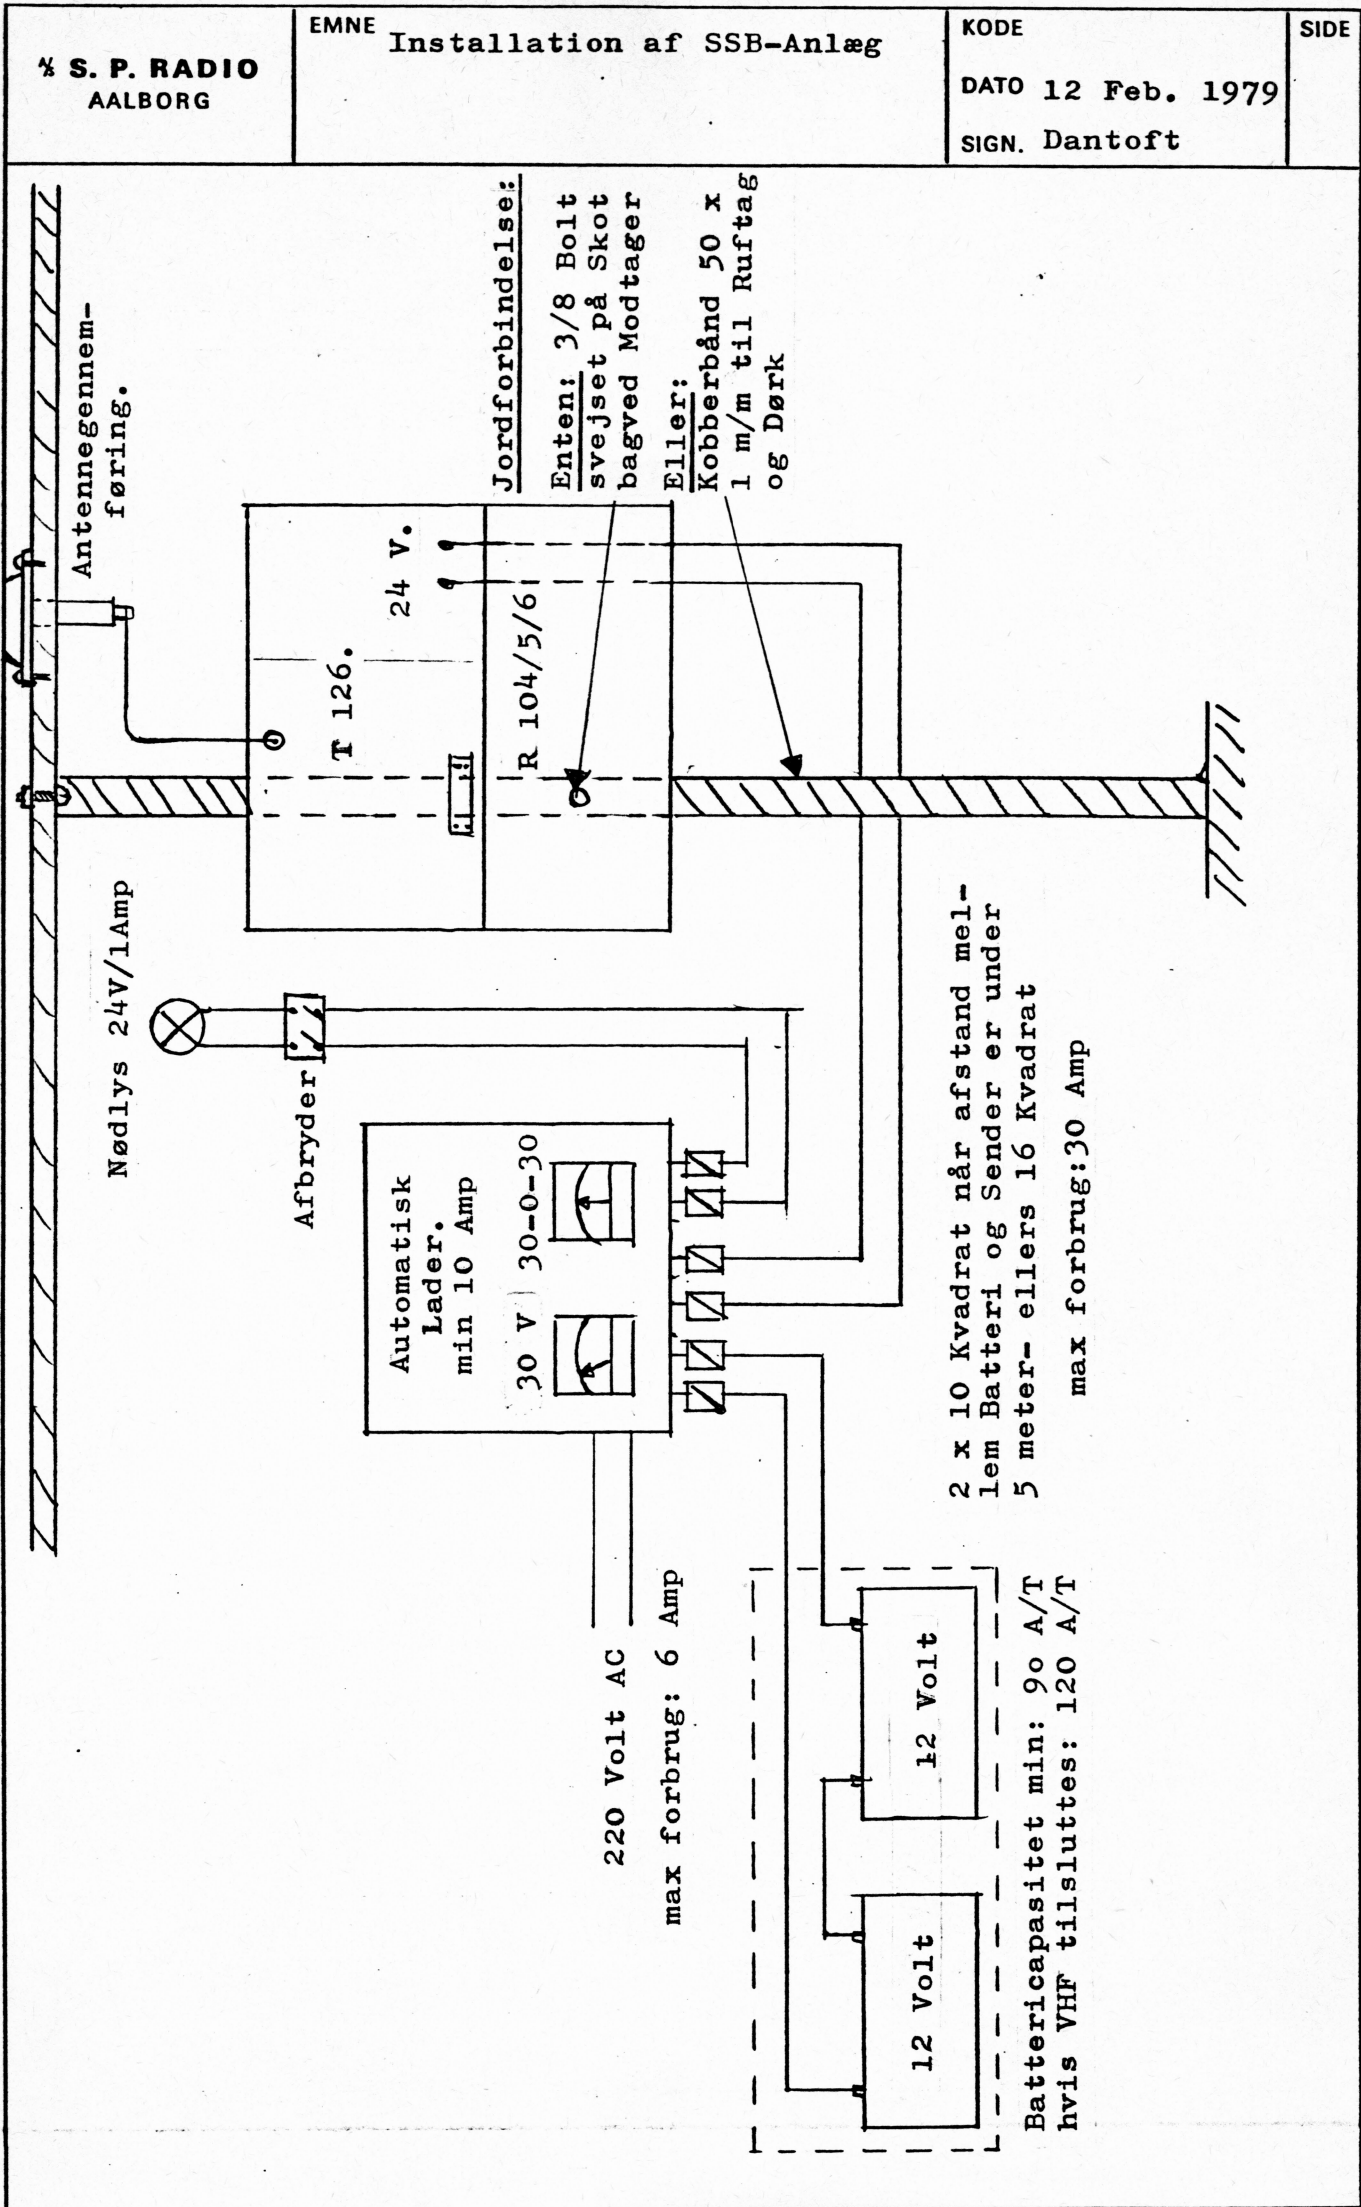 A/S S. P. RADIO
AALBORG
EMNE Installation af SSB-Anlæg
KODE
DATO 12 Feb. 1979
SIGN. Dantoft
SIDE
Antennegennem-
føring.
Nødlys 24V/1Amp
Afbryder
T 126.
24 V.
R 104/5/6
Jordforbindelse:
Enten: 3/8 Bolt
svejset på Skot
bagved Modtager
Eller:
Kobberbånd 50 x
1 m/m til Ruftag
og Dørk
Automatisk
Lader.
min 10 Amp
30 V 30-0-30
220 Volt AC
max forbrug: 6 Amp
12 Volt
12 Volt
2 x 10 Kvadrat når afstand mel-
lem Batteri og Sender er under
5 meter- ellers 16 Kvadrat
max forbrug:30 Amp
Battericapasitet min: 90 A/T
hvis VHF tilsluttes: 120 A/T